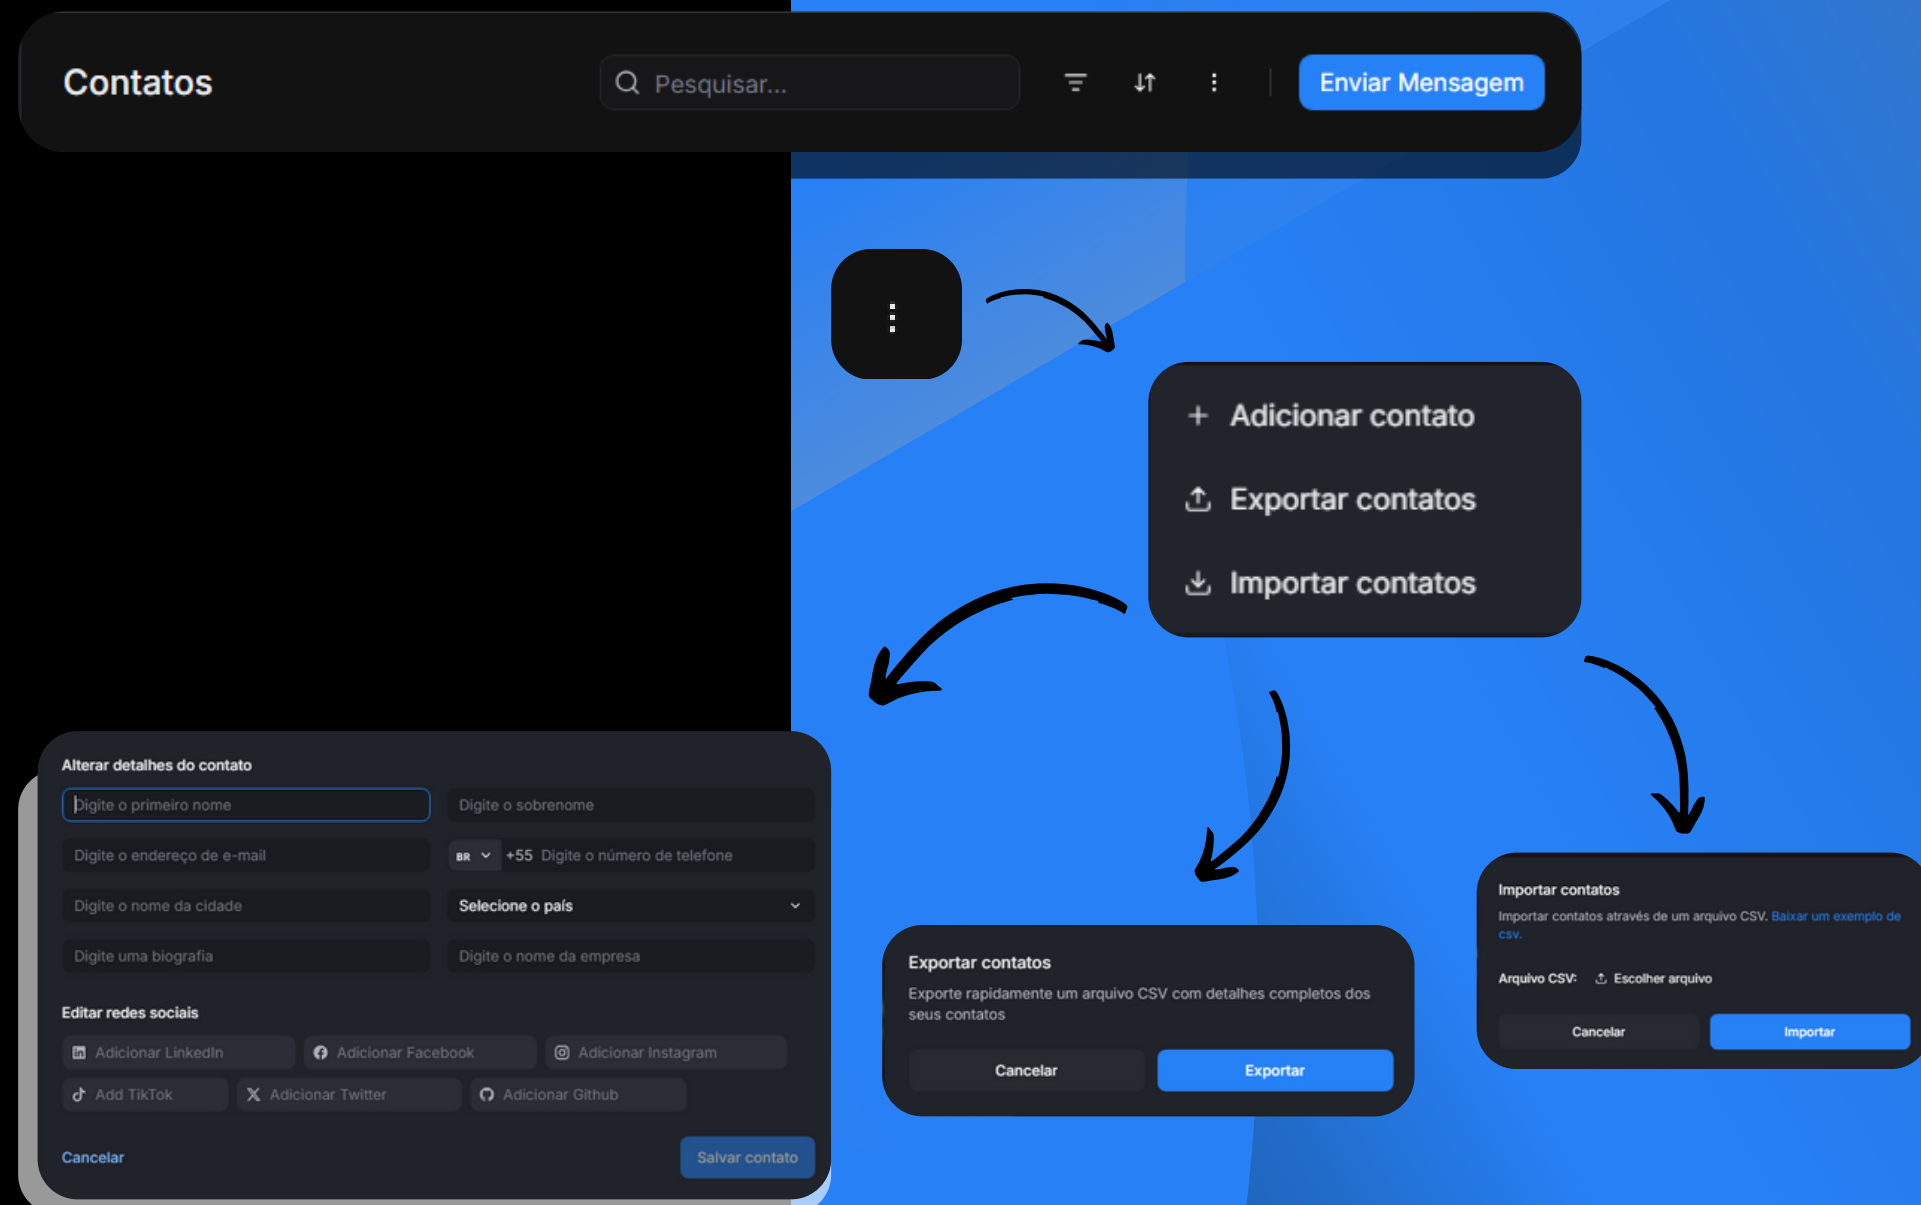 Contatos
Pesquisar...
Enviar Mensagem
Adicionar contato
Exportar contatos
Importar contatos
Alterar detalhes do contato
Digite o primeiro nome
Digite o sobrenome
Digite o endereço de e-mail
BR +55 Digite o número de telefone
Digite o nome da cidade
Selecione o país
Digite uma biografia
Digite o nome da empresa
Editar redes sociais
Adicionar LinkedIn
Adicionar Facebook
Adicionar Instagram
Add TikTok
Adicionar Twitter
Adicionar Github
Cancelar
Salvar contato
Exportar contatos
Exporte rapidamente um arquivo CSV com detalhes completos dos
seus contatos
Cancelar
Exportar
Importar contatos
Importar contatos através de um arquivo CSV. Baixar um exemplo de
csv.
Arquivo CSV: Escolher arquivo
Cancelar
Importar